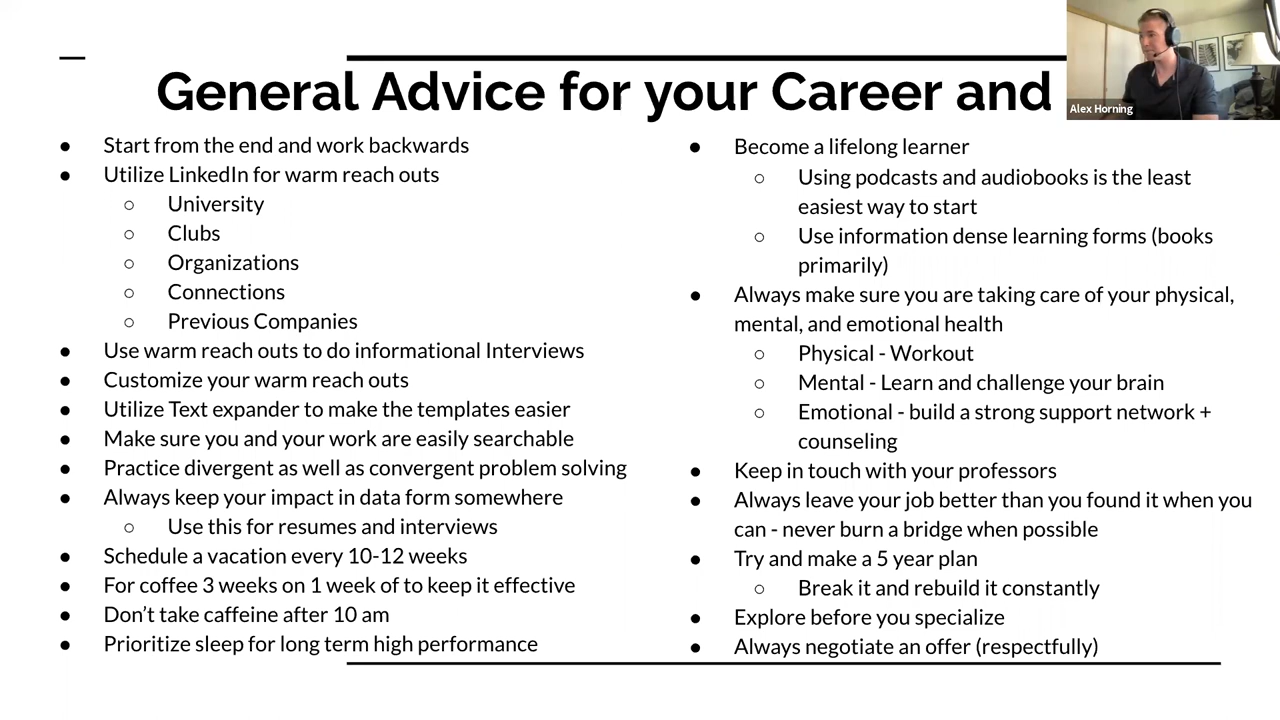 General Advice for your Career and
Alex Horning
● Start from the end and work backwards
● Utilize LinkedIn for warm reach outs
○ University
○ Clubs
○ Organizations
○ Connections
○ Previous Companies
● Use warm reach outs to do informational Interviews
● Customize your warm reach outs
● Utilize Text expander to make the templates easier
● Make sure you and your work are easily searchable
● Practice divergent as well as convergent problem solving
● Always keep your impact in data form somewhere
○ Use this for resumes and interviews
● Schedule a vacation every 10-12 weeks
● For coffee 3 weeks on 1 week of to keep it effective
● Don’t take caffeine after 10 am
● Prioritize sleep for long term high performance
● Become a lifelong learner
○ Using podcasts and audiobooks is the least
easiest way to start
○ Use information dense learning forms (books
primarily)
● Always make sure you are taking care of your physical,
mental, and emotional health
○ Physical - Workout
○ Mental - Learn and challenge your brain
○ Emotional - build a strong support network +
counseling
● Keep in touch with your professors
● Always leave your job better than you found it when you
can - never burn a bridge when possible
● Try and make a 5 year plan
○ Break it and rebuild it constantly
● Explore before you specialize
● Always negotiate an offer (respectfully)